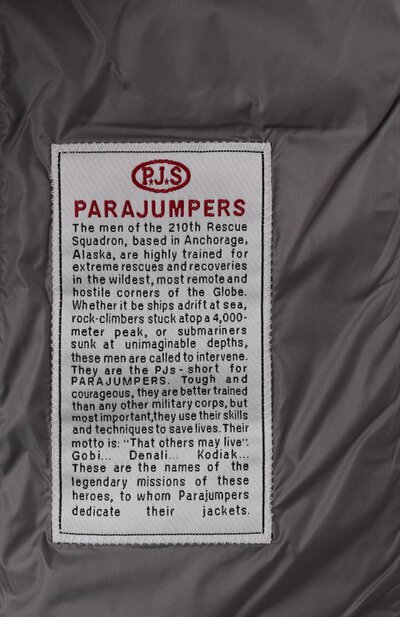 P.J.S
PARAJUMPERS
The men of the 210th Rescue
Squadron, based in Anchorage,
Alaska, are highly trained for
extreme rescues and recoveries
in the wildest, most remote and
hostile corners of the Globe.
Whether it be ships adrift at sea,
rock-climbers stuck atop a 4,000-
meter peak, or submariners
sunk at unimaginable depths,
these men are called to intervene.
They are the PJs - short for
PARAJUMPERS. Tough and
courageous, they are better trained
than any other military corps, but
most important,they use their skills
and techniques to save lives. Their
motto is: "That others may live".
Gobi... Denali... Kodiak...
These are the names of the
legendary missions of these
heroes, to whom Parajumpers
dedicate their jackets.